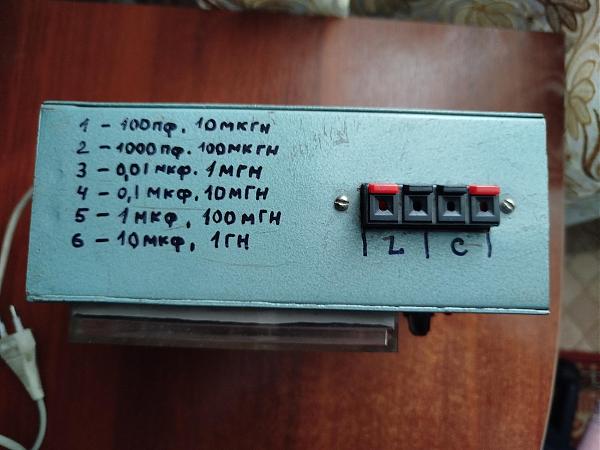 1 - 100пф, 10мкгн
2 - 1000пф. 100мкгн
3 - 0,01мкф. 1мГН
4 - 0,1мкф, 10мГН
5 - 1мкф, 100мГН
6 - 10мкф, 1ГН
L C